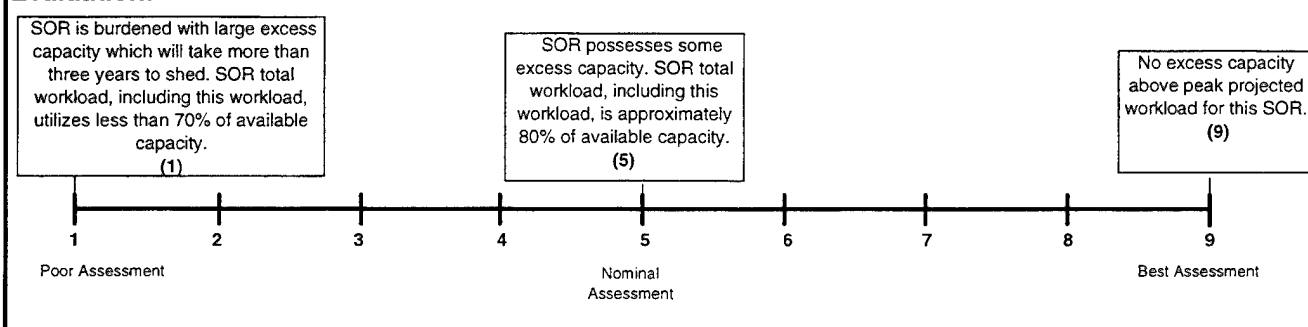 SOR is burdened with large excess
capacity which will take more than
three years to shed. SOR total
workload, including this workload,
utilizes less than 70% of available
capacity.
(1)
SOR possesses some
excess capacity. SOR total
workload, including this
workload, is approximately
80% of available capacity.
(5)
No excess capacity
above peak projected
workload for this SOR.
(9)
1 2 3 4 5 6 7 8 9
Poor Assessment
Nominal
Assessment
Best Assessment